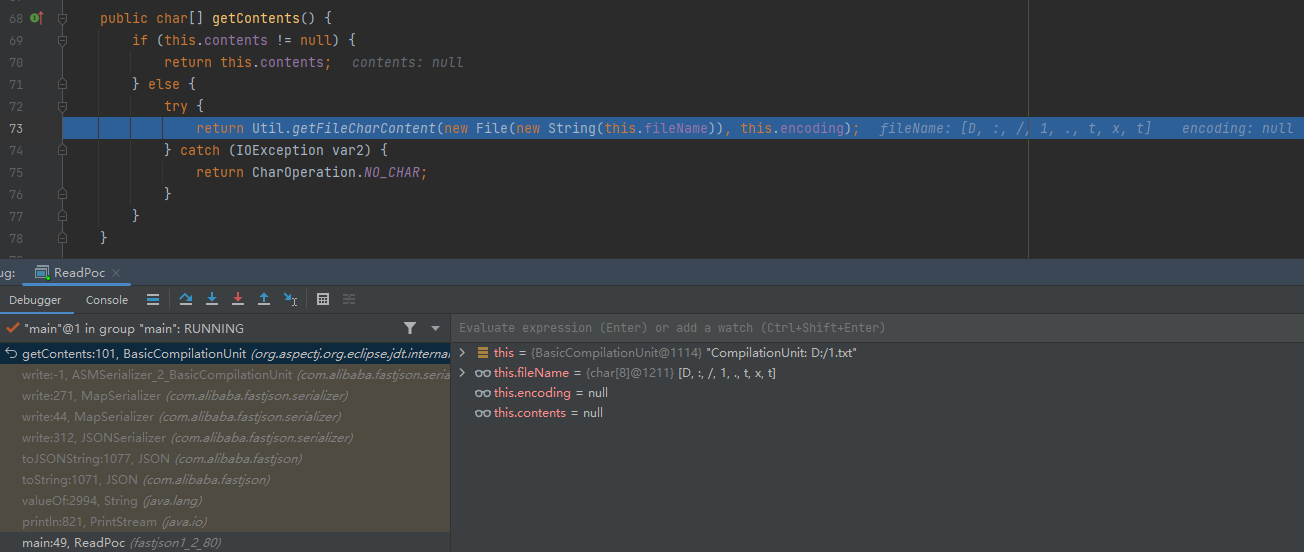 68 public char[] getContents() {
69 if (this.contents != null) {
70 return this.contents; contents: null
71 } else {
72 try {
73 return Util.getFileCharContent(new File(new String(this.fileName)), this.encoding); fileName: [D, :, /, 1, ., t, x, t] encoding: null
74 } catch (IOException var2) {
75 return CharOperation.NO_CHAR;
76 }
77 }
78 }
ug: ReadPoc
Debugger Console
"main"@1 in group "main": RUNNING
Evaluate expression (Enter) or add a watch (Ctrl+Shift+Enter)
getContents:101, BasicCompilationUnit (org.aspectj.org.eclipse.jdt.internal
write:-1, ASMSerializer_2_BasicCompilationUnit (com.alibaba.fastjson.seria
write:271, MapSerializer (com.alibaba.fastjson.serializer)
write:44, MapSerializer (com.alibaba.fastjson.serializer)
write:312, JSONSerializer (com.alibaba.fastjson.serializer)
toJSONString:1077, JSON (com.alibaba.fastjson)
toString:1071, JSON (com.alibaba.fastjson)
valueOf:2994, String (java.lang)
println:821, PrintStream (java.io)
main:49, ReadPoc (fastjson1_2_80)
this = {BasicCompilationUnit@1114} "CompilationUnit: D:/1.txt"
this.fileName = {char[8]@1211} [D, :, /, 1, ., t, x, t]
this.encoding = null
this.contents = null